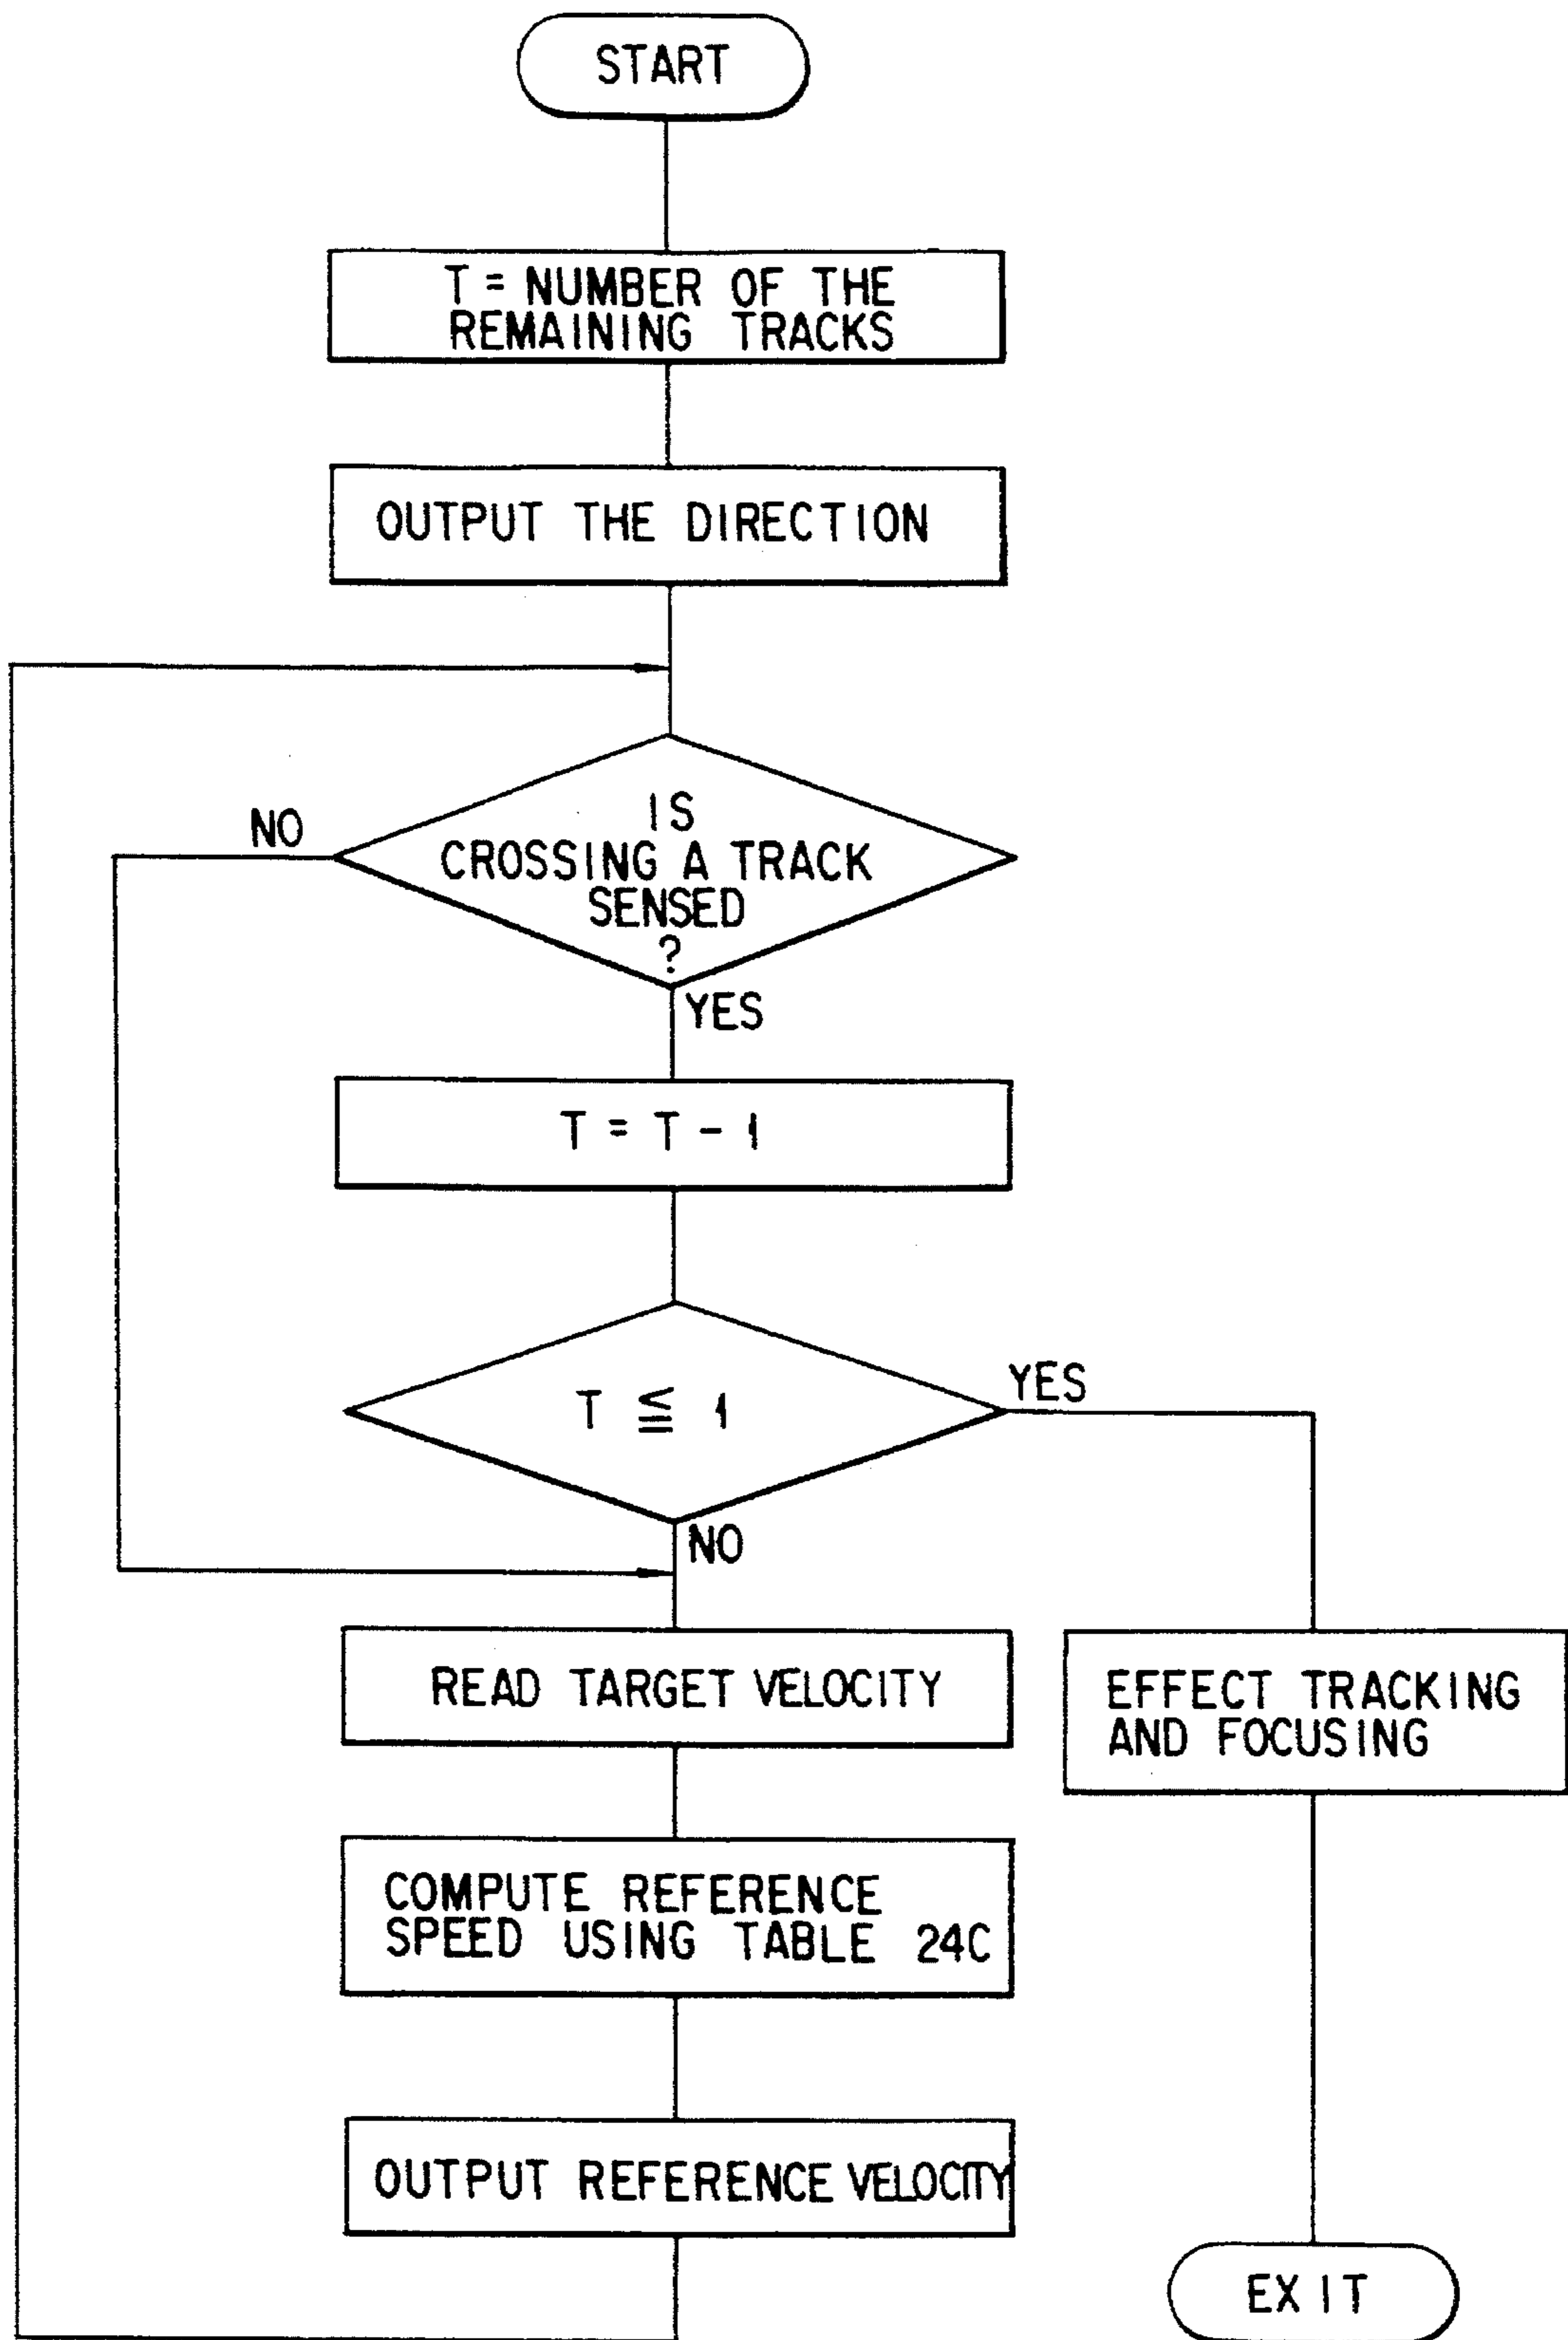 START
T = NUMBER OF THE
REMAINING TRACKS
OUTPUT THE DIRECTION
NO
IS
CROSSING A TRACK
SENSED
?
YES
T = T - 1
T ≦ 1
YES
NO
READ TARGET VELOCITY
EFFECT TRACKING
AND FOCUSING
COMPUTE REFERENCE
SPEED USING TABLE 24C
OUTPUT REFERENCE VELOCITY
EXIT